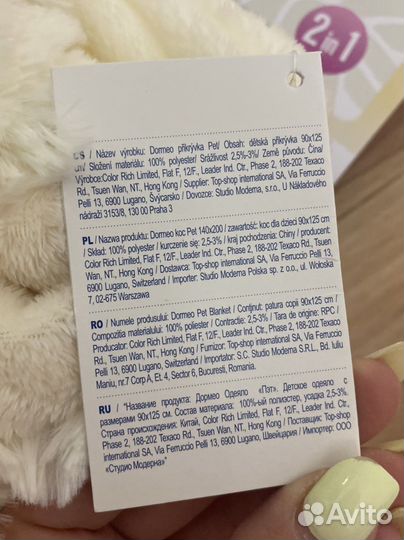 2 in 1
CS / Název výrobku: Dormeo přikrývka Pet/ Obsah: dětská přikrývka 90x125
cm/ Složení materiálu: 100% polyester/ Srážlivost 2,5%-3%/ Země původu: Čína/
Výrobce:Color Rich Limited, Flat F, 12/F., Leader Ind. Ctr., Phase 2, 188-202 Texaco
Rd., Tsuen Wan, NT., Hong Kong / Supplier: Top-shop international SA, Via Ferruccio
Pelli 13, 6900 Lugano, Švýcarsko / Dovozce: Studio Moderna, s.r.o., U Nákladového
nádraží 3153/8, 130 00 Praha 3
PL / Nazwa produktu: Dormeo koc Pet 140x200 / zawartość: koc dla dzieci 90x125 cm
/ Skład: 100% polyester / kurczenie się: 2,5-3% / kraj pochodzenia: Chiny / producent:
Color Rich Limited, Flat F, 12/F., Leader Ind. Ctr., Phase 2, 188-202 Texaco Rd., Tsuen
Wan, NT., Hong Kong / Dostawca: Top-shop international SA, Via Ferruccio Pelli 13,
6900 Lugano, Switzerland / Importer: Studio Moderna Polska sp. z o.o., ul. Wołoska
7, 02-675 Warszawa
RO / Numele produsului: Dormeo Pet Blanket / Conţinut: patura copii 90x125 cm /
Compozitia materialului: 100% polyester / Contractie: 2,5-3% / Tara de origine: RPC /
Producator: Color Rich Limited, Flat F, 12/F., Leader Ind. Ctr., Phase 2, 188-202 Texaco
Rd., Tsuen Wan, NT., Hong Kong / Furnizor: Top-shop international SA, Via Ferruccio
Pelli 13, 6900 Lugano, Switzerland / Importator: S.C. Studio Moderna S.R.L., Bd. Iuliu
Maniu, nr.7 Corp A, Et. 4, Sector 6, Bucuresti, Romania.
RU / "Название продукта: Дормео Одеяло «Пэт». Детское одеяло с
размерами 90x125 см. Состав материала: 100%-ый полиэстер, усадка 2,5-3%.
Страна происхождения: Китай, Color Rich Limited, Flat F, 12/F., Leader Ind. Ctr.,
Phase 2, 188-202 Texaco Rd., Tsuen Wan, NT., Hong Kong / Поставщик: Top-shop
international SA, Via Ferruccio Pelli 13, 6900 Lugano, Швейцария / Импортер: ООО
«Студио Модерна»"
Avito